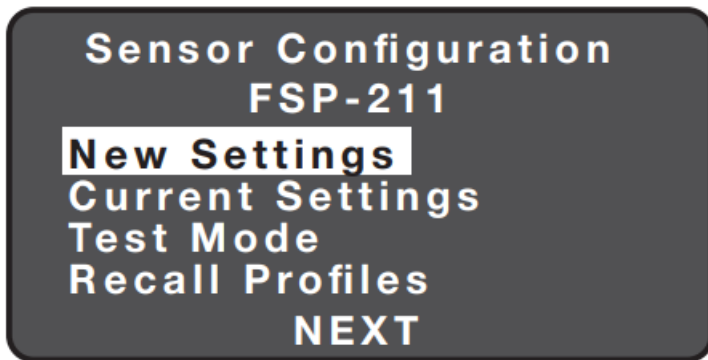 Sensor Configuration
FSP-211
New Settings
Current Settings
Test Mode
Recall Profiles
NEXT